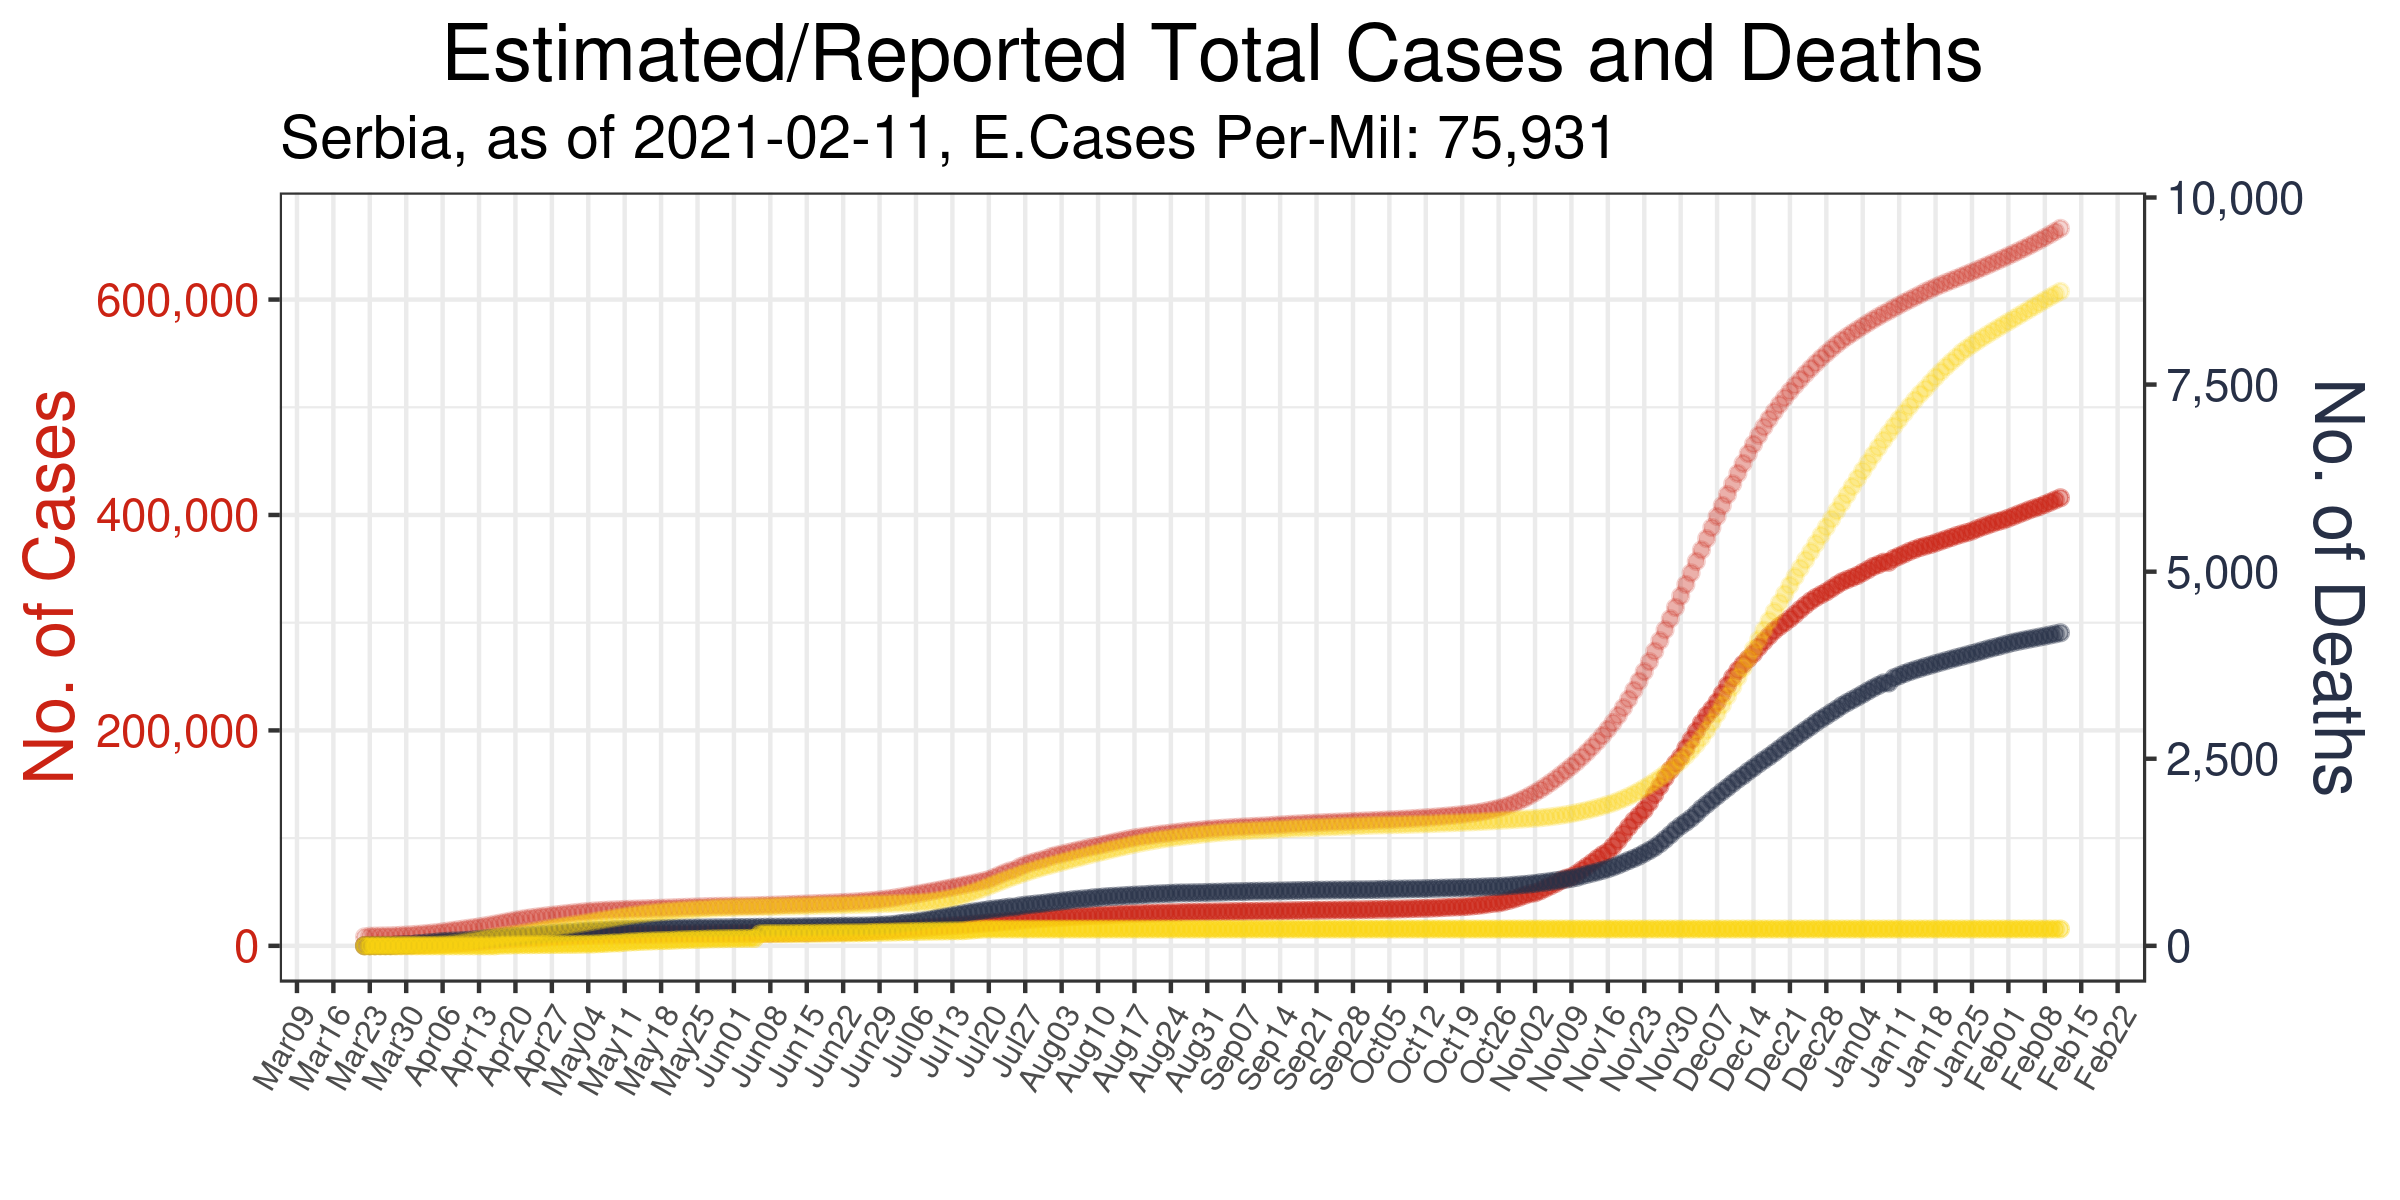 Estimated/Reported Total Cases and Deaths
Serbia, as of 2021-02-11, E.Cases Per-Mil: 75,931
No. of Cases
600,000
400,000
200,000
0
10,000
7,500
5,000
2,500
0
No. of Deaths
Mar09 Mar16 Mar23 Mar30 Apr06 Apr13 Apr20 Apr27 May04 May11 May18 May25 Jun01 Jun08 Jun15 Jun22 Jun29 Jul06 Jul13 Jul20 Jul27 Aug03 Aug10 Aug17 Aug24 Aug31 Sep07 Sep14 Sep21 Sep28 Oct05 Oct12 Oct19 Oct26 Nov02 Nov09 Nov16 Nov23 Nov30 Dec07 Dec14 Dec21 Dec28 Jan04 Jan11 Jan18 Jan25 Feb01 Feb08 Feb15 Feb22